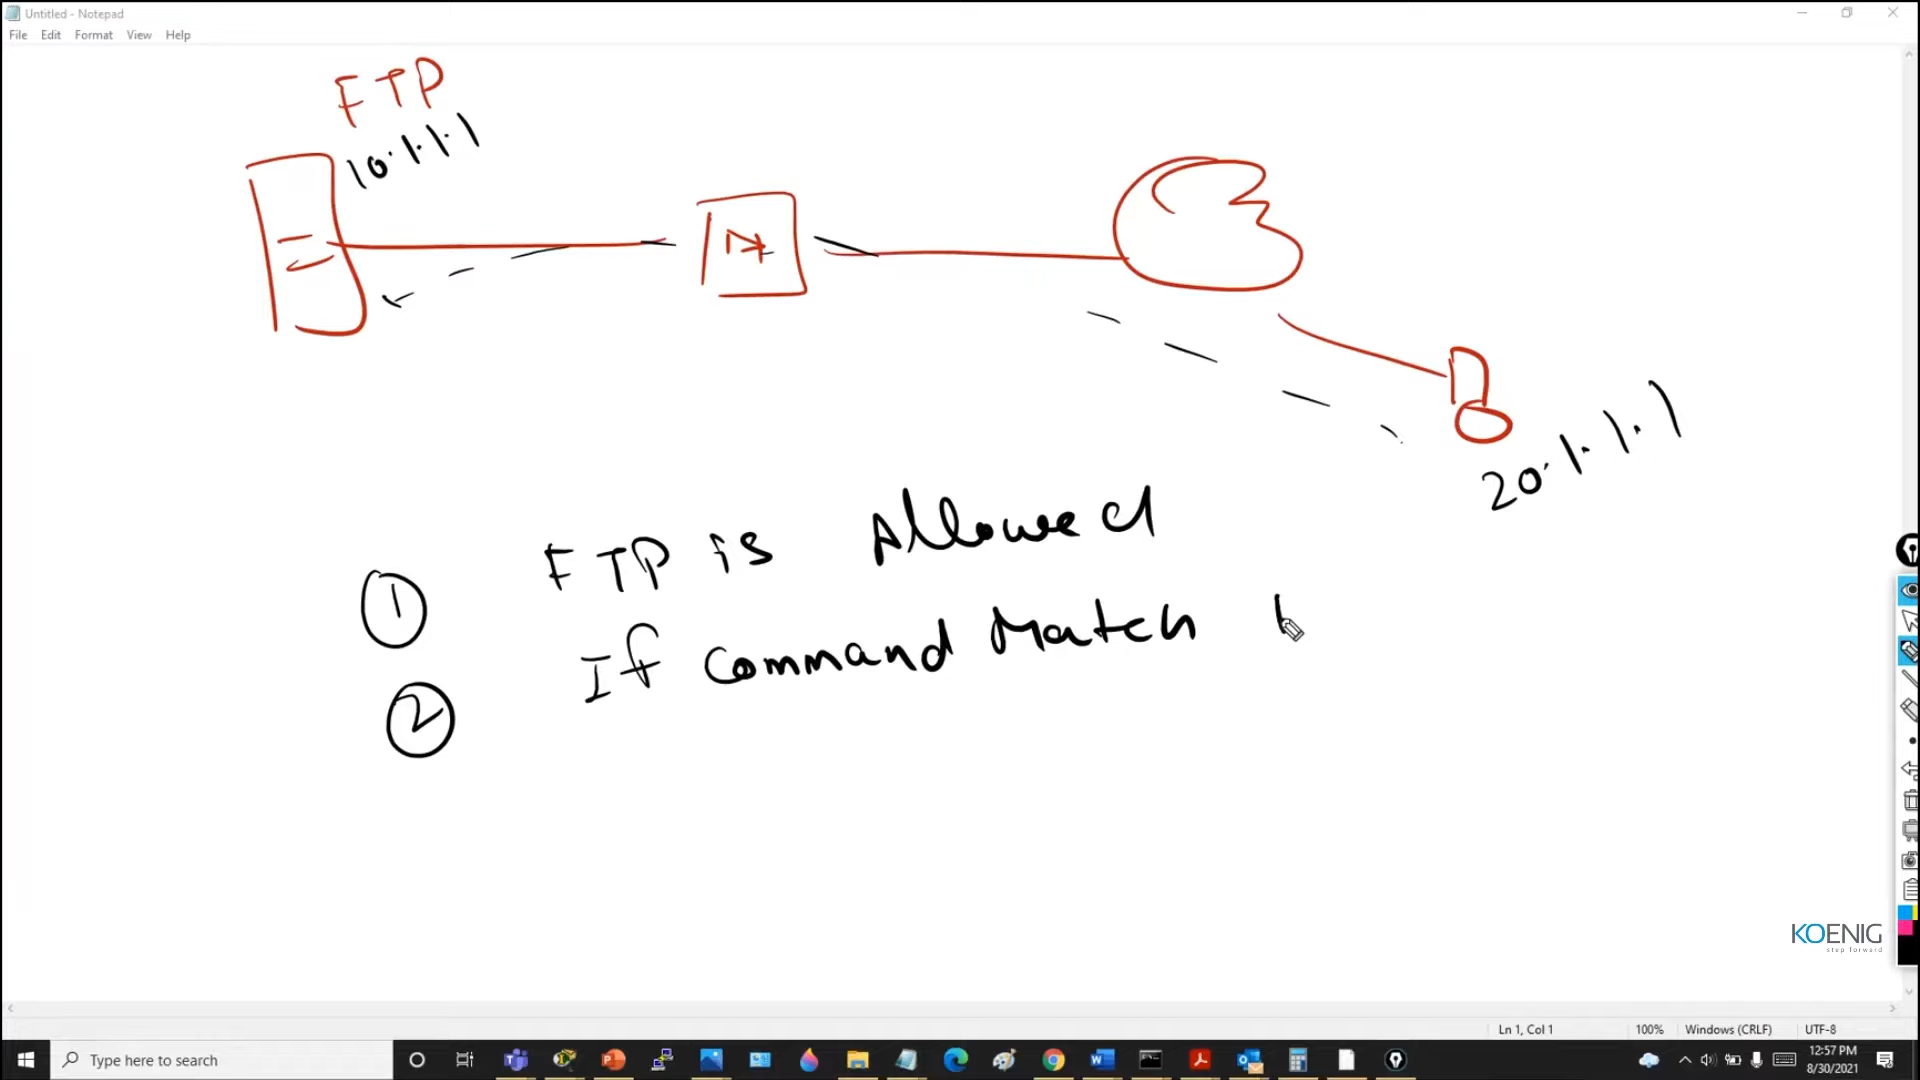 Untitled - Notepad
File Edit Format View Help
FTP
10.1.1.1
20.1.1.1
1 FTP is Allowed
2 If Command Match
KOENIG
step forward
Ln 1, Col 1 100% Windows (CRLF) UTF-8
Type here to search
12:57 PM
8/30/2021